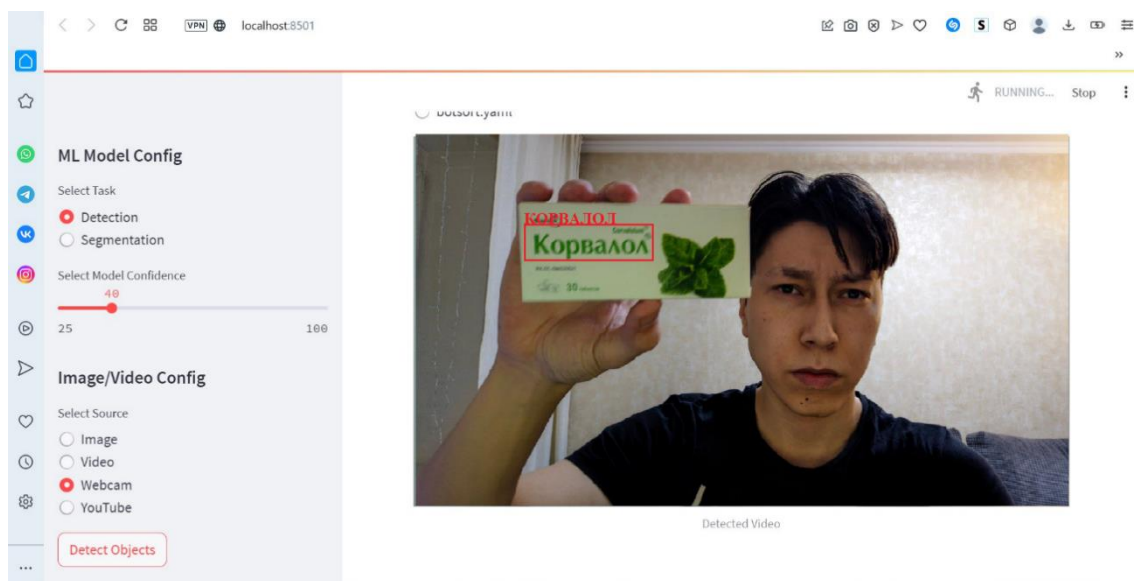 VPN
localhost:8501
S
»
RUNNING...
Stop
botsort.yaml
ML Model Config
Select Task
Detection
Segmentation
Select Model Confidence
40
25
100
Image/Video Config
Select Source
Image
Video
Webcam
YouTube
Detect Objects
...
КОРВАЛОЛ
Корвалол
30
Detected Video